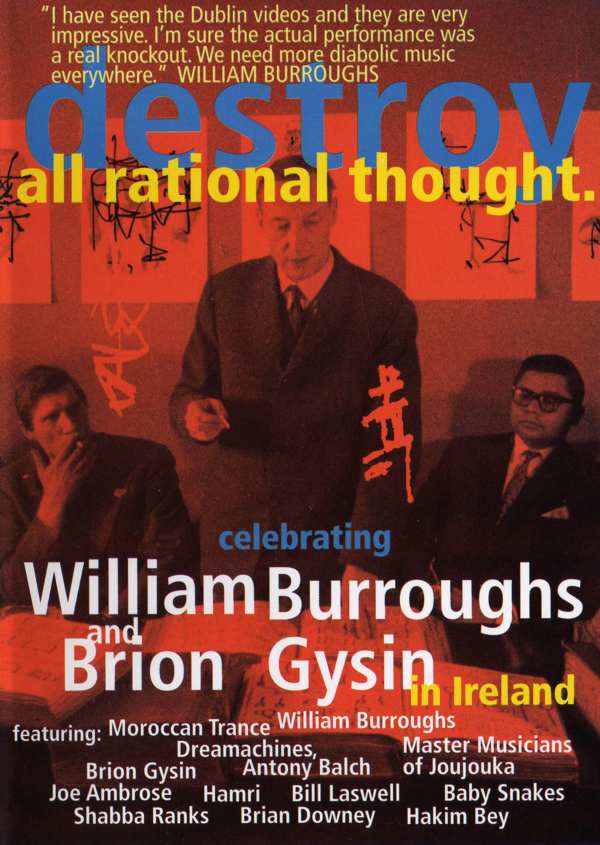 “I have seen the Dublin videos and they are very
impressive. I’m sure the actual performance was
a real knockout. We need more diabolic music
everywhere.” WILLIAM BURROUGHS
destroy
all rational thought.
celebrating
William Burroughs
and
Brion Gysin
in Ireland
featuring: Moroccan Trance William Burroughs
Dreamachines, Master Musicians
Brion Gysin Antony Balch of Joujouka
Joe Ambrose Hamri Bill Laswell Baby Snakes
Shabba Ranks Brian Downey Hakim Bey